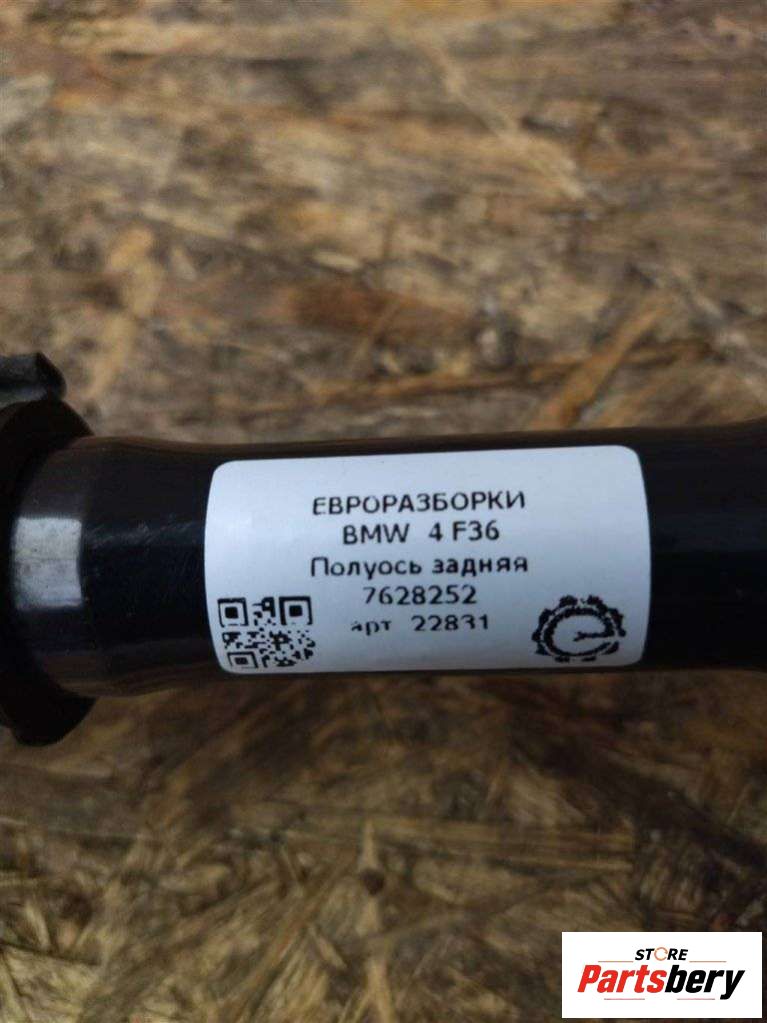 ЕВРОРАЗБОРКИ
BMW 4 F36
Полуось задняя
7628252
арт 22831
STORE
Partsbery